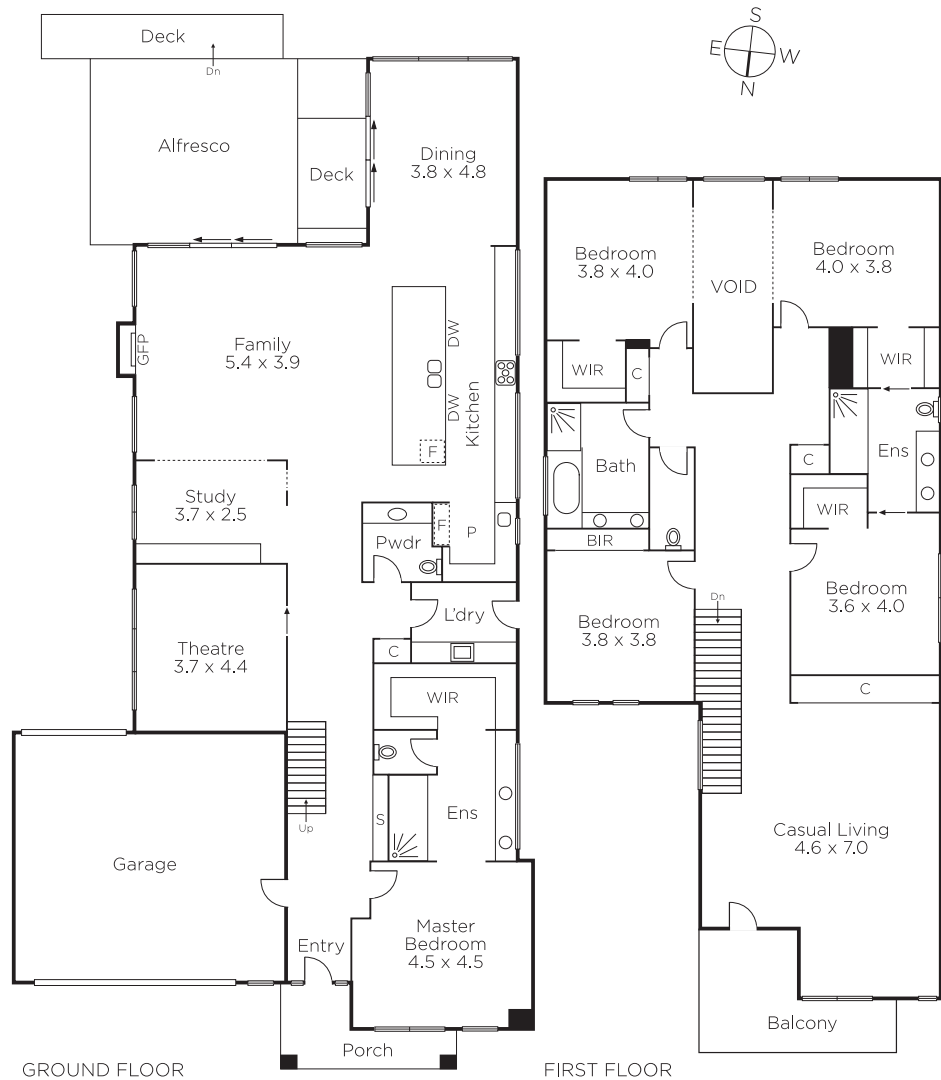 Deck
Dn
Alfresco
Deck
Dining
3.8 x 4.8
S
E
W
N
GFP
Family
5.4 x 3.9
DW
DW
Kitchen
F
Study
3.7 x 2.5
Pwdr
F
P
Theatre
3.7 x 4.4
L'dry
C
WIR
Up
S
Ens
Garage
Entry
Master
Bedroom
4.5 x 4.5
Porch
GROUND FLOOR
Bedroom
3.8 x 4.0
VOID
Bedroom
4.0 x 3.8
WIR
C
WIR
Bath
C
Ens
WIR
BIR
Bedroom
3.8 x 3.8
Dn
Bedroom
3.6 x 4.0
C
Casual Living
4.6 x 7.0
Balcony
FIRST FLOOR